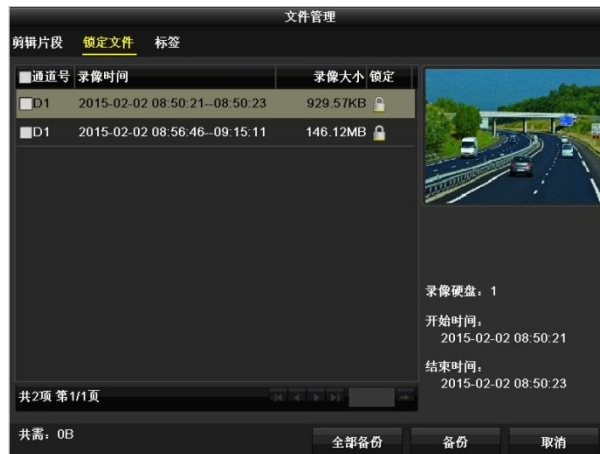 文件管理
剪辑片段 锁定文件 标签
通道号 录像时间 录像大小 锁定
D1 2015-02-02 08:50:21--08:50:23 929.57KB
D1 2015-02-02 08:56:46--09:15:11 146.12MB
录像硬盘：1
开始时间：
2015-02-02 08:50:21
结束时间：
2015-02-02 08:50:23
共2项 第1/1页
共需：0B
全部备份 备份 取消